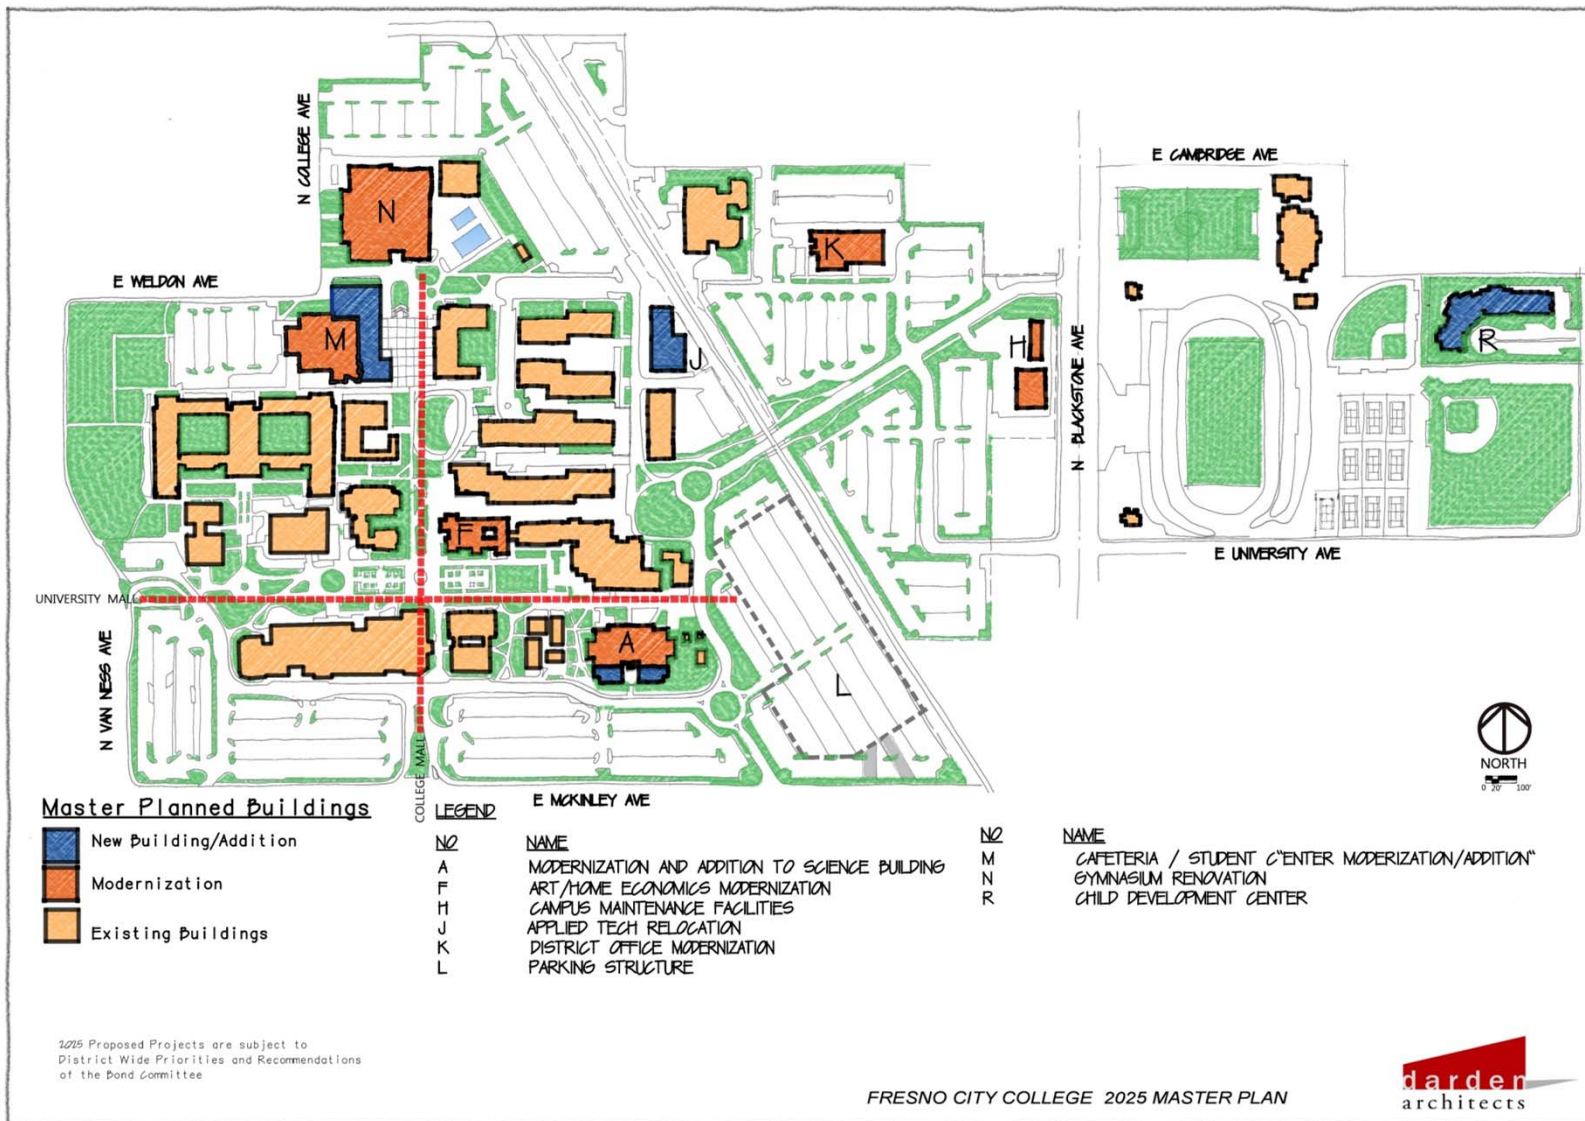 N COLLEGE AVE
E CAMBRIDGE AVE
N
K
E WELDON AVE
M
J
H
R
N BLACKSTONE AVE
F
E UNIVERSITY AVE
UNIVERSITY MALL
A
L
N VAN NESS AVE
COLLEGE MALL
E MCKINLEY AVE
NORTH
0 20' 100'
Master Planned Buildings
New Building/Addition
Modernization
Existing Buildings
LEGEND
NO NAME
A MODERNIZATION AND ADDITION TO SCIENCE BUILDING
F ART/HOME ECONOMICS MODERNIZATION
H CAMPUS MAINTENANCE FACILITIES
J APPLIED TECH RELOCATION
K DISTRICT OFFICE MODERNIZATION
L PARKING STRUCTURE
NO NAME
M CAFETERIA / STUDENT C"ENTER MODERIZATION/ADDITION"
N GYMNASIUM RENOVATION
R CHILD DEVELOPMENT CENTER
2025 Proposed Projects are subject to
District Wide Priorities and Recommendations
of the Bond Committee
FRESNO CITY COLLEGE 2025 MASTER PLAN
darden
architects